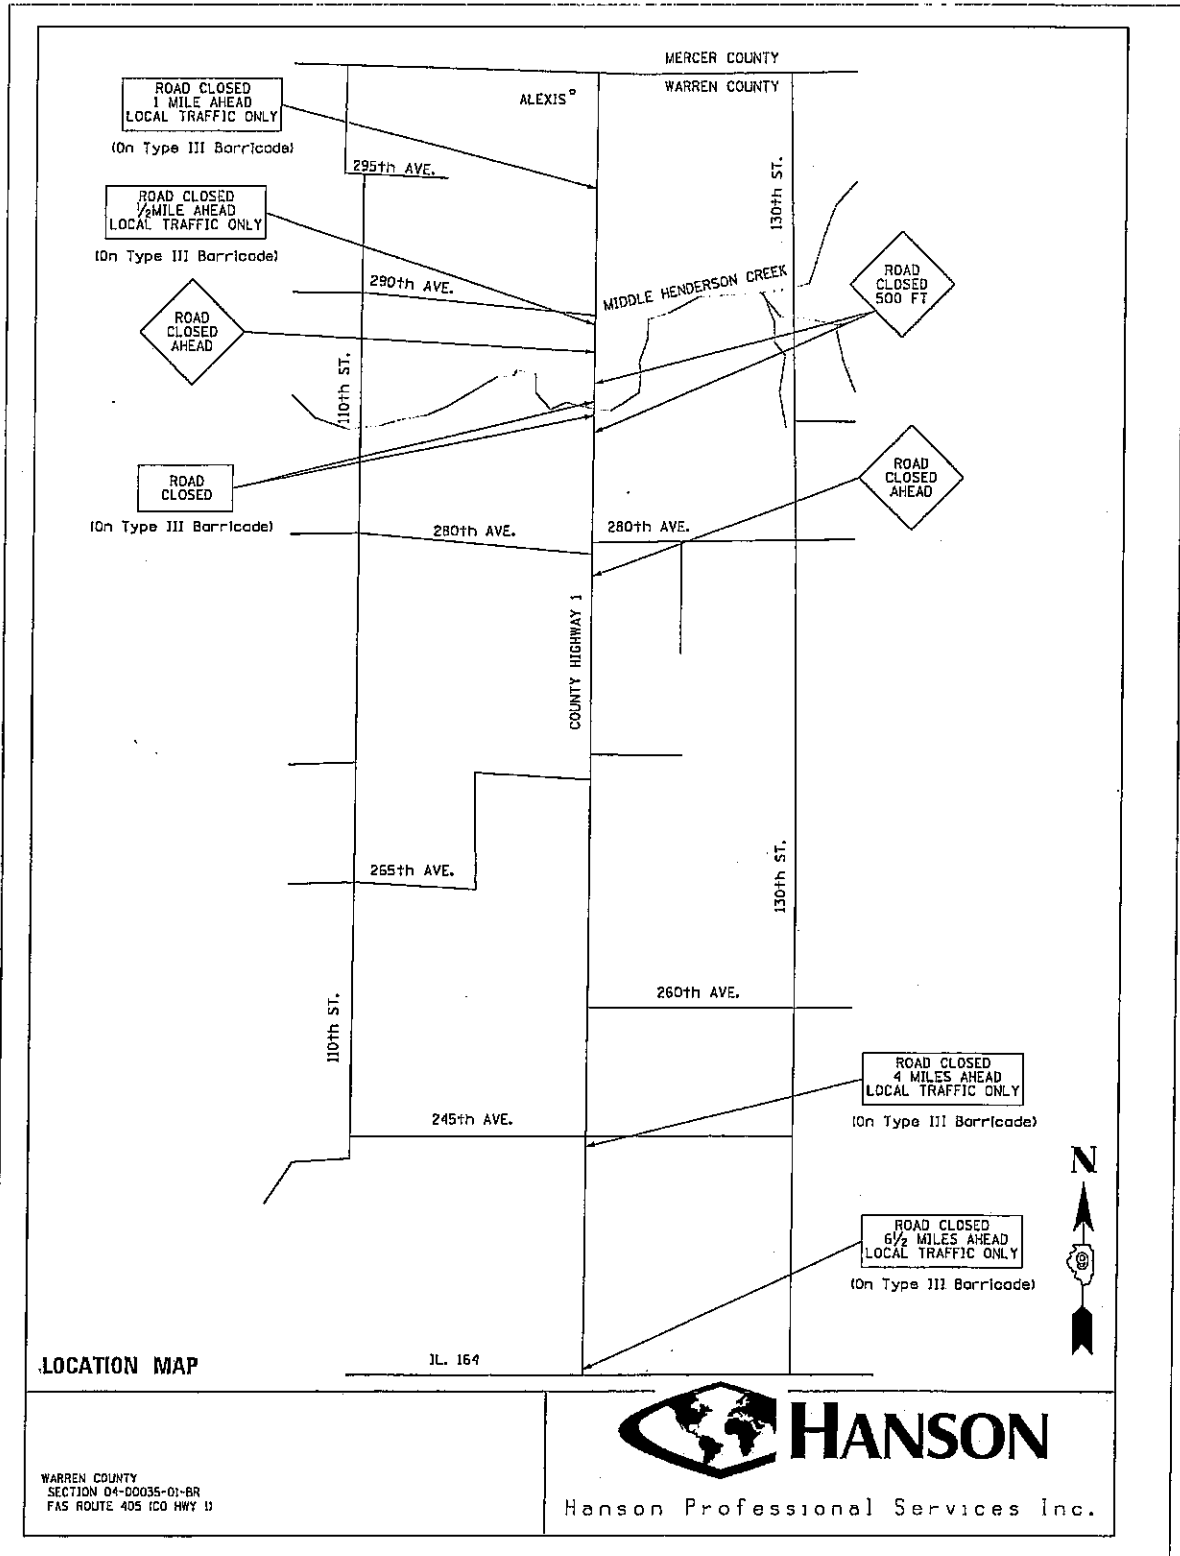 MERCER COUNTY
WARREN COUNTY
ALEXIS
ROAD CLOSED
1 MILE AHEAD
LOCAL TRAFFIC ONLY
(On Type III Barricade)
295th AVE.
130th ST.
ROAD CLOSED
1/2 MILE AHEAD
LOCAL TRAFFIC ONLY
(On Type III Barricade)
290th AVE.
MIDDLE HENDERSON CREEK
ROAD
CLOSED
500 FT
ROAD
CLOSED
AHEAD
110th ST.
ROAD
CLOSED
(On Type III Barricade)
ROAD
CLOSED
AHEAD
280th AVE.
280th AVE.
COUNTY HIGHWAY 1
265th AVE.
130th ST.
260th AVE.
110th ST.
ROAD CLOSED
4 MILES AHEAD
LOCAL TRAFFIC ONLY
(On Type III Barricade)
245th AVE.
N
9
ROAD CLOSED
6 1/2 MILES AHEAD
LOCAL TRAFFIC ONLY
(On Type III Barricade)
IL. 164
LOCATION MAP
WARREN COUNTY
SECTION 04-00035-01-BR
FAS ROUTE 405 (CO HWY 1)
HANSON
Hanson Professional Services Inc.